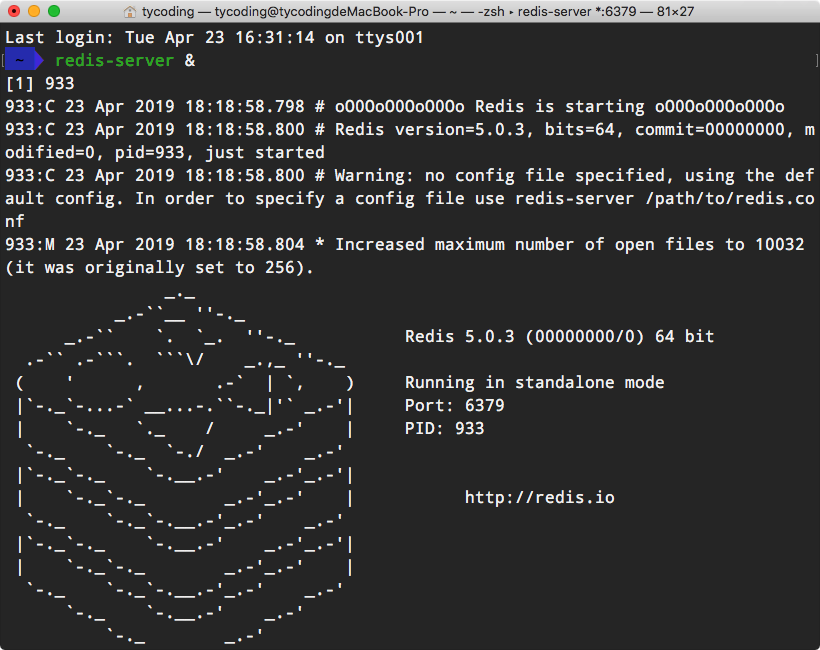 tycoding — tycoding@tycodingdeMacBook-Pro — ~ — -zsh ▸ redis-server *:6379 — 81×27
Last login: Tue Apr 23 16:31:14 on ttys001
~ redis-server &
[1] 933
933:C 23 Apr 2019 18:18:58.798 # oO0OoO0OoO0Oo Redis is starting oO0OoO0OoO0Oo
933:C 23 Apr 2019 18:18:58.800 # Redis version=5.0.3, bits=64, commit=00000000, m
odified=0, pid=933, just started
933:C 23 Apr 2019 18:18:58.800 # Warning: no config file specified, using the def
ault config. In order to specify a config file use redis-server /path/to/redis.co
nf
933:M 23 Apr 2019 18:18:58.804 * Increased maximum number of open files to 10032
(it was originally set to 256).
Redis 5.0.3 (00000000/0) 64 bit
Running in standalone mode
Port: 6379
PID: 933
http://redis.io